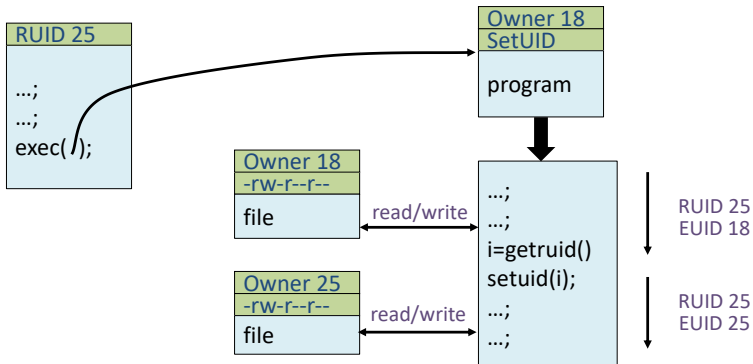 RUID 25
…;
…;
exec( );
Owner 18
SetUID
program
Owner 18
-rw-r--r--
file
read/write
Owner 25
-rw-r--r--
file
read/write
…;
…;
i=getruid()
setuid(i);
…;
…;
RUID 25
EUID 18
RUID 25
EUID 25